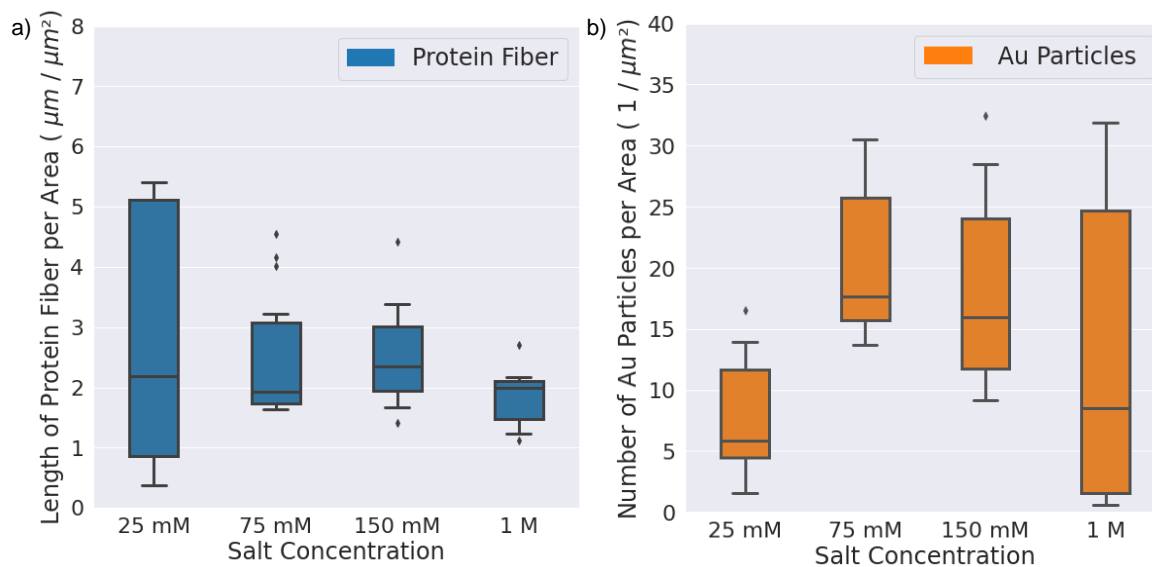 a)
Length of Protein Fiber per Area ( μm / μm² )
8
7
6
5
4
3
2
1
0
Protein Fiber
25 mM 75 mM 150 mM 1 M
Salt Concentration
b)
Number of Au Particles per Area ( 1 / μm² )
40
35
30
25
20
15
10
5
0
Au Particles
25 mM 75 mM 150 mM 1 M
Salt Concentration